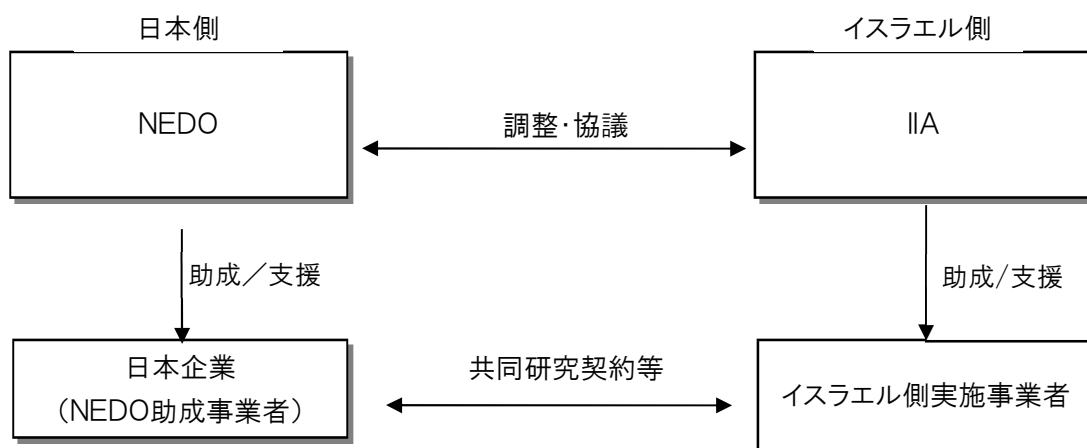 日本側
イスラエル側
NEDO
調整・協議
IIA
助成／支援
助成/支援
日本企業
（NEDO助成事業者）
共同研究契約等
イスラエル側実施事業者